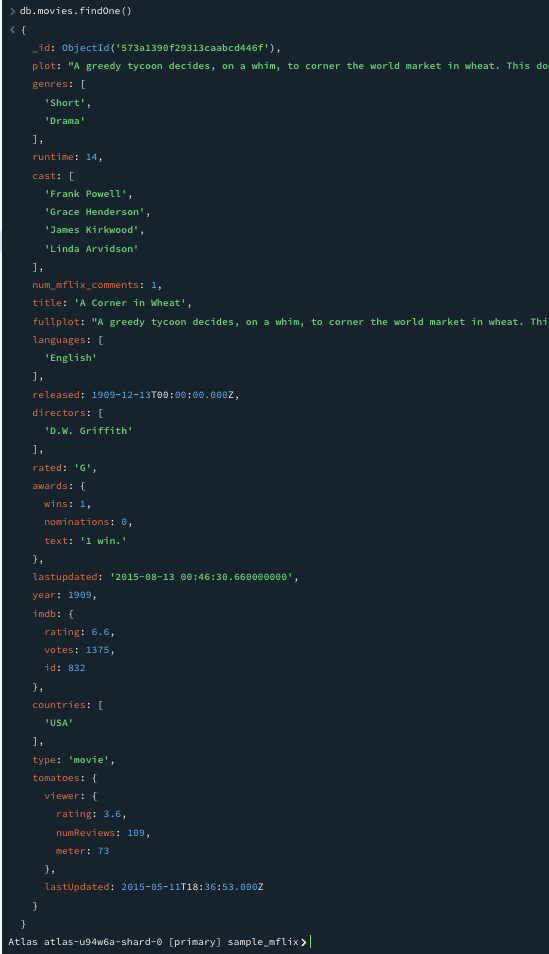 > db.movies.findOne()
< {
_id: ObjectId('573a1390f29313caabcd446f'),
plot: "A greedy tycoon decides, on a whim, to corner the world market in wheat. This do
genres: [
'Short',
'Drama'
],
runtime: 14,
cast: [
'Frank Powell',
'Grace Henderson',
'James Kirkwood',
'Linda Arvidson'
],
num_mflix_comments: 1,
title: 'A Corner in Wheat',
fullplot: "A greedy tycoon decides, on a whim, to corner the world market in wheat. Thi
languages: [
'English'
],
released: 1909-12-13T00:00:00.000Z,
directors: [
'D.W. Griffith'
],
rated: 'G',
awards: {
wins: 1,
nominations: 0,
text: '1 win.'
},
lastupdated: '2015-08-13 00:46:30.660000000',
year: 1909,
imdb: {
rating: 6.6,
votes: 1375,
id: 832
},
countries: [
'USA'
],
type: 'movie',
tomatoes: {
viewer: {
rating: 3.6,
numReviews: 109,
meter: 73
},
lastUpdated: 2015-05-11T18:36:53.000Z
}
}
Atlas atlas-u94w6a-shard-0 [primary] sample_mflix>